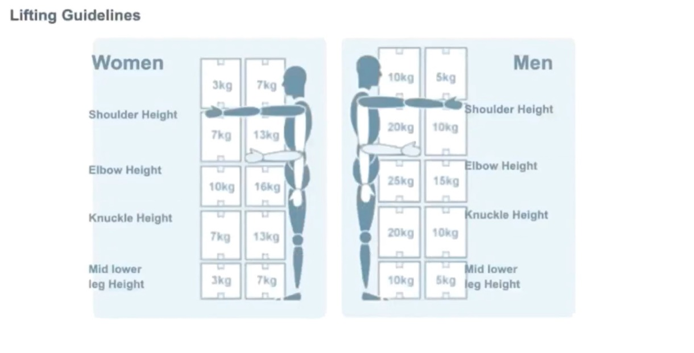 Lifting Guidelines
Women
3kg 7kg
Shoulder Height
7kg 13kg
Elbow Height
10kg 16kg
Knuckle Height
7kg 13kg
Mid lower
leg Height
3kg 7kg
Men
10kg 5kg
Shoulder Height
20kg 10kg
Elbow Height
25kg 15kg
Knuckle Height
20kg 10kg
Mid lower
leg Height
10kg 5kg